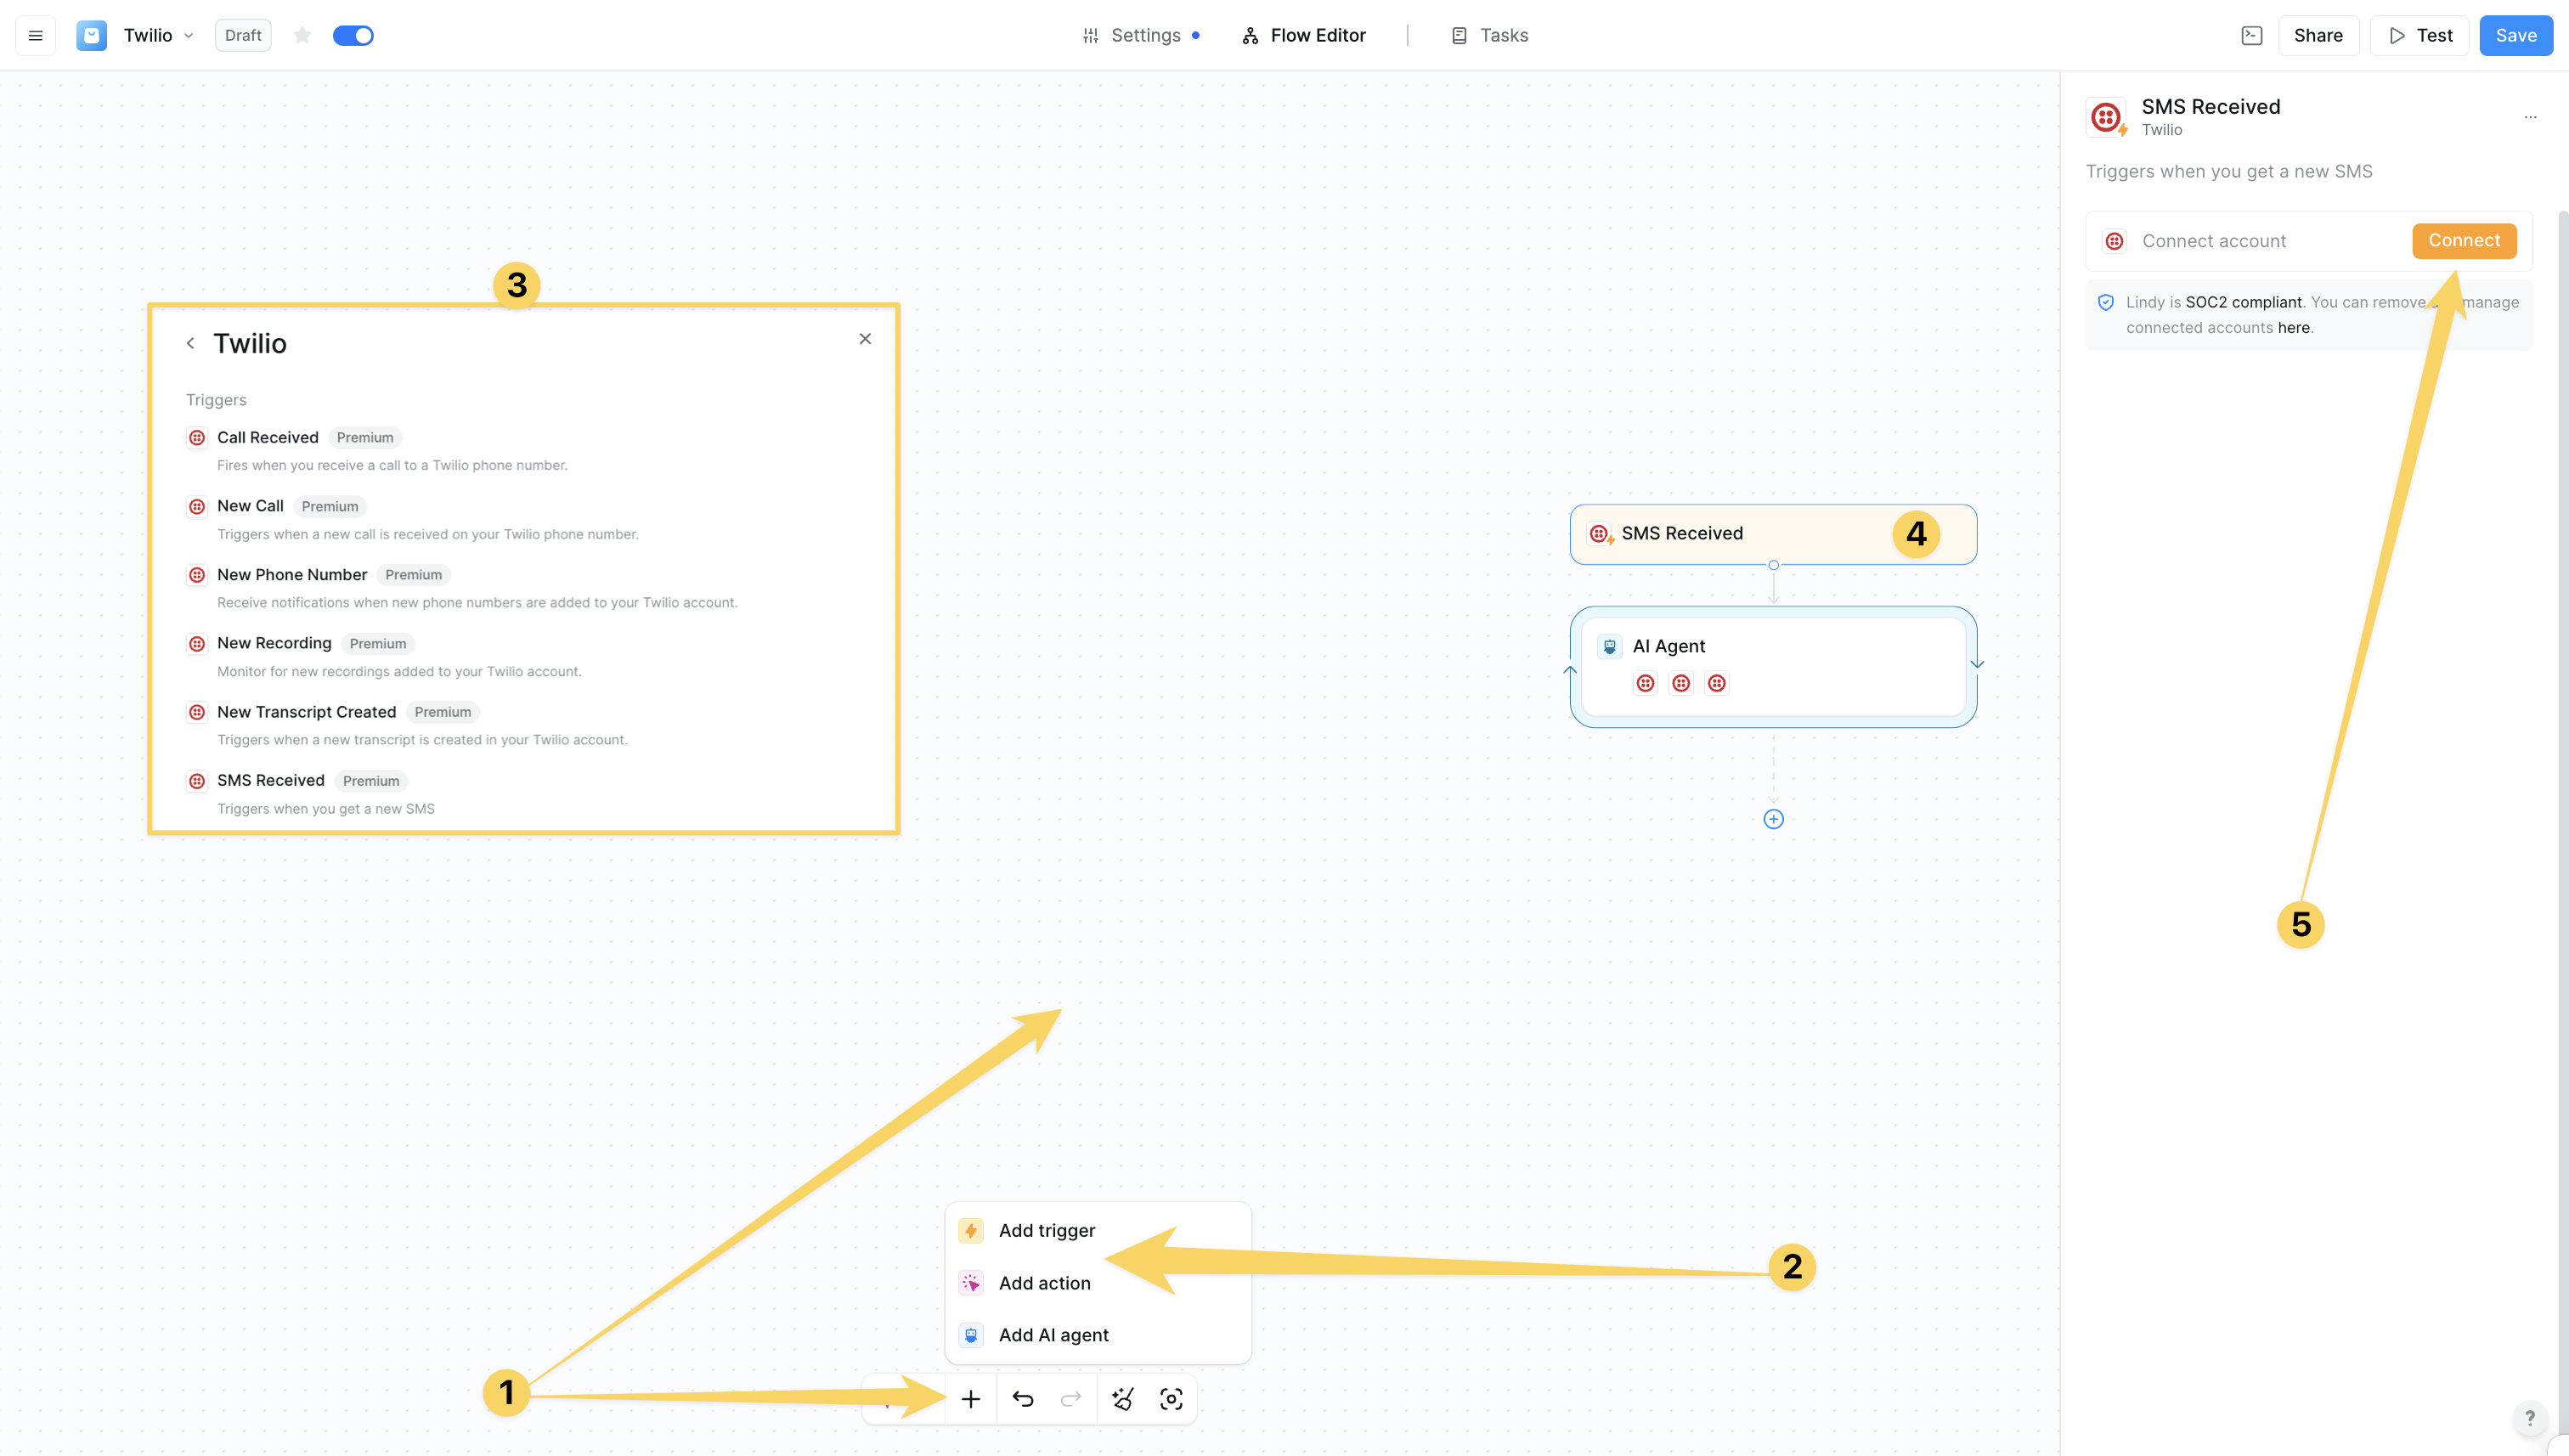 Twilio
Draft
Settings
Flow Editor
Tasks
Share
Test
Save
SMS Received
Twilio
Triggers when you get a new SMS
Connect account
Connect
Lindy is SOC2 compliant. You can remove manage
connected accounts here.
3
Twilio
Triggers
Call Received Premium
Fires when you receive a call to a Twilio phone number.
New Call Premium
Triggers when a new call is received on your Twilio phone number.
New Phone Number Premium
Receive notifications when new phone numbers are added to your Twilio account.
New Recording Premium
Monitor for new recordings added to your Twilio account.
New Transcript Created Premium
Triggers when a new transcript is created in your Twilio account.
SMS Received Premium
Triggers when you get a new SMS
SMS Received
4
AI Agent
5
Add trigger
Add action
Add AI agent
2
1
?